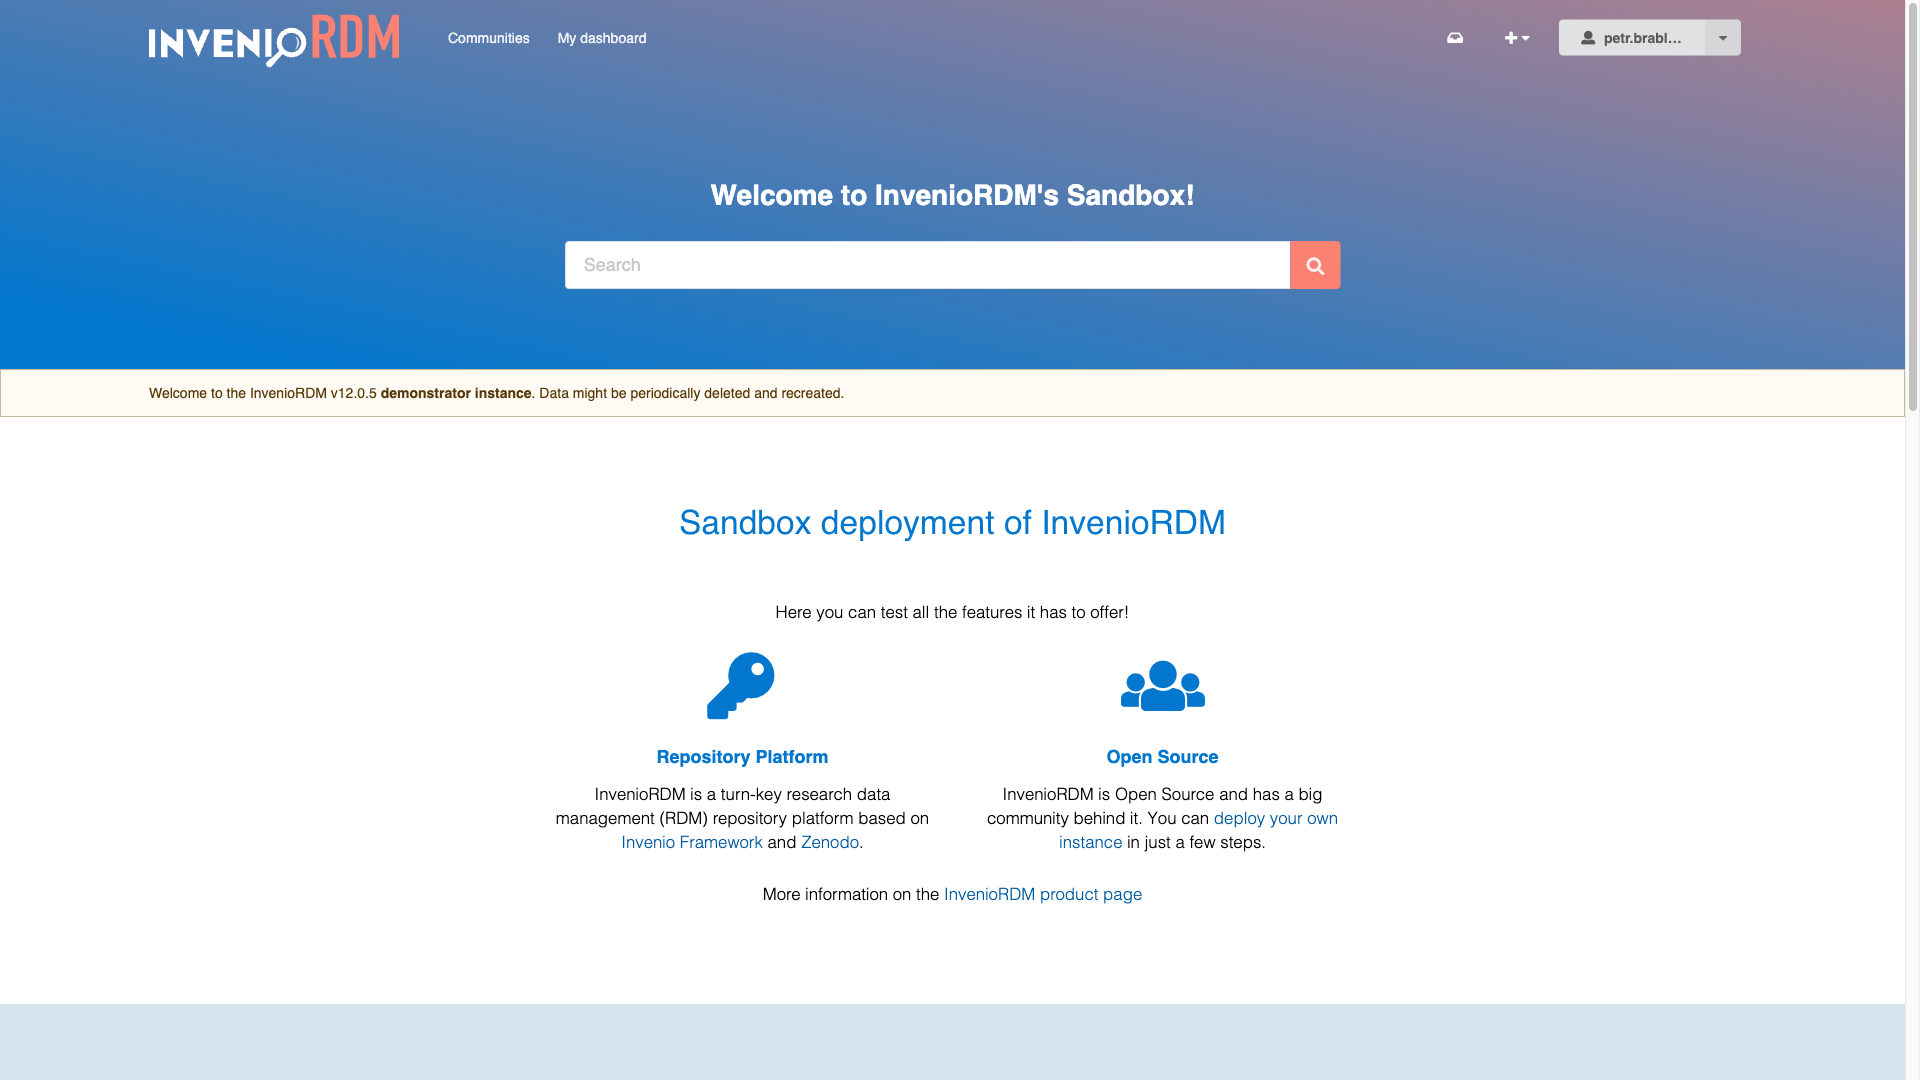 INVENIO RDM
Communities
My dashboard
petr.brabl...
Welcome to InvenioRDM's Sandbox!
Search
Welcome to the InvenioRDM v12.0.5 demonstrator instance. Data might be periodically deleted and recreated.
Sandbox deployment of InvenioRDM
Here you can test all the features it has to offer!
Repository Platform
InvenioRDM is a turn-key research data
management (RDM) repository platform based on
Invenio Framework and Zenodo.
Open Source
InvenioRDM is Open Source and has a big
community behind it. You can deploy your own
instance in just a few steps.
More information on the InvenioRDM product page